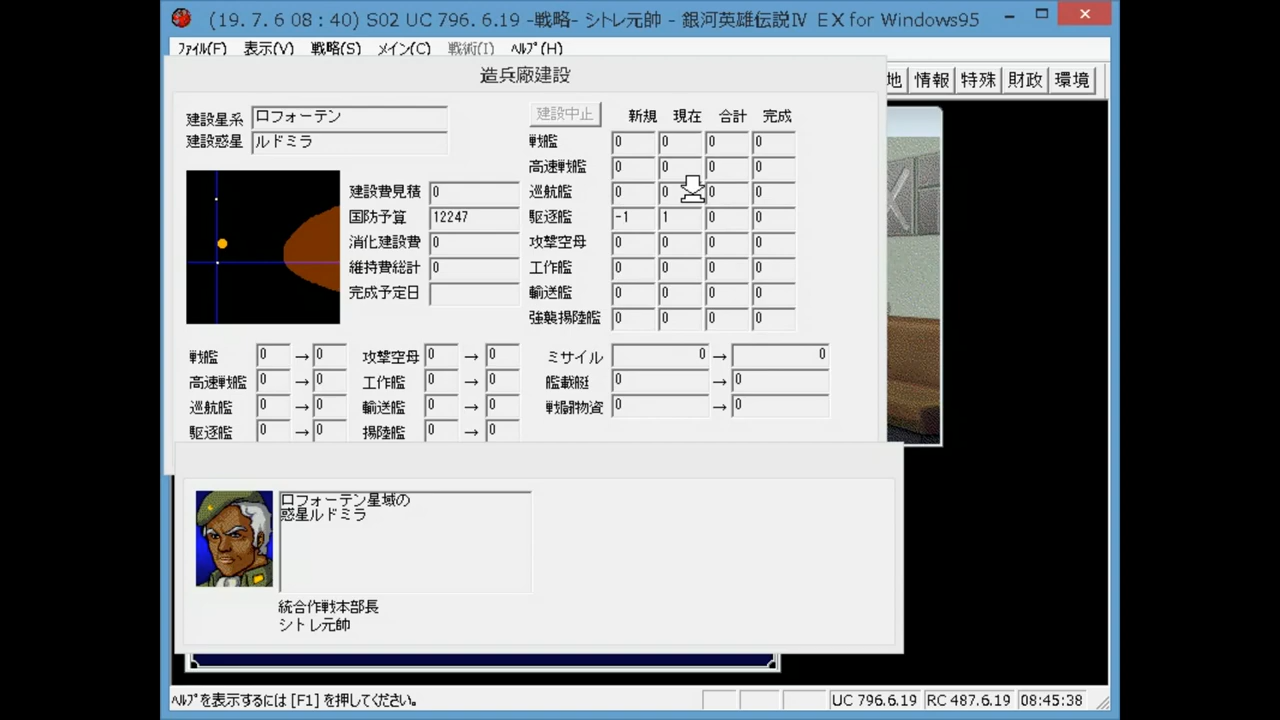 (19. 7. 6 08 : 40) S02 UC 796. 6.19 -戦略- シトレ元帥 - 銀河英雄伝説Ⅳ EX for Windows95
ﾌｧｲﾙ(F) 表示(V) 戦略(S) メイン(C) 戦術(I) ﾍﾙﾌﾟ(H)
造兵廠建設
地 情報 特殊 財政 環境
建設星系 ロフォーテン
建設惑星 ルドミラ
建設中止 新規 現在 合計 完成
戦艦 0 0 0 0
高速戦艦 0 0 0 0
建設費見積 0 巡航艦 0 0 0 0
国防予算 12247 駆逐艦 -1 1 0 0
消化建設費 0 攻撃空母 0 0 0 0
維持費総計 0 工作艦 0 0 0 0
完成予定日 輸送艦 0 0 0 0
強襲揚陸艦 0 0 0 0
戦艦 0 → 0 攻撃空母 0 → 0 ミサイル 0 → 0
高速戦艦 0 → 0 工作艦 0 → 0 艦載艇 0 → 0
巡航艦 0 → 0 輸送艦 0 → 0 戦闘物資 0 → 0
駆逐艦 0 → 0 揚陸艦 0 → 0
ロフォーテン星域の
惑星ルドミラ
統合作戦本部長
シトレ元帥
ﾍﾙﾌﾟを表示するには [F1] を押してください。 UC 796.6.19 RC 487.6.19 08:45:38